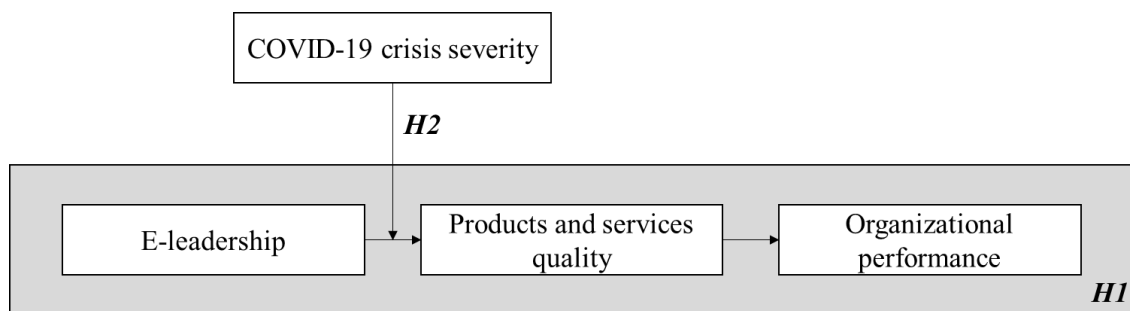 COVID-19 crisis severity
H2
E-leadership
Products and services
quality
Organizational
performance
H1